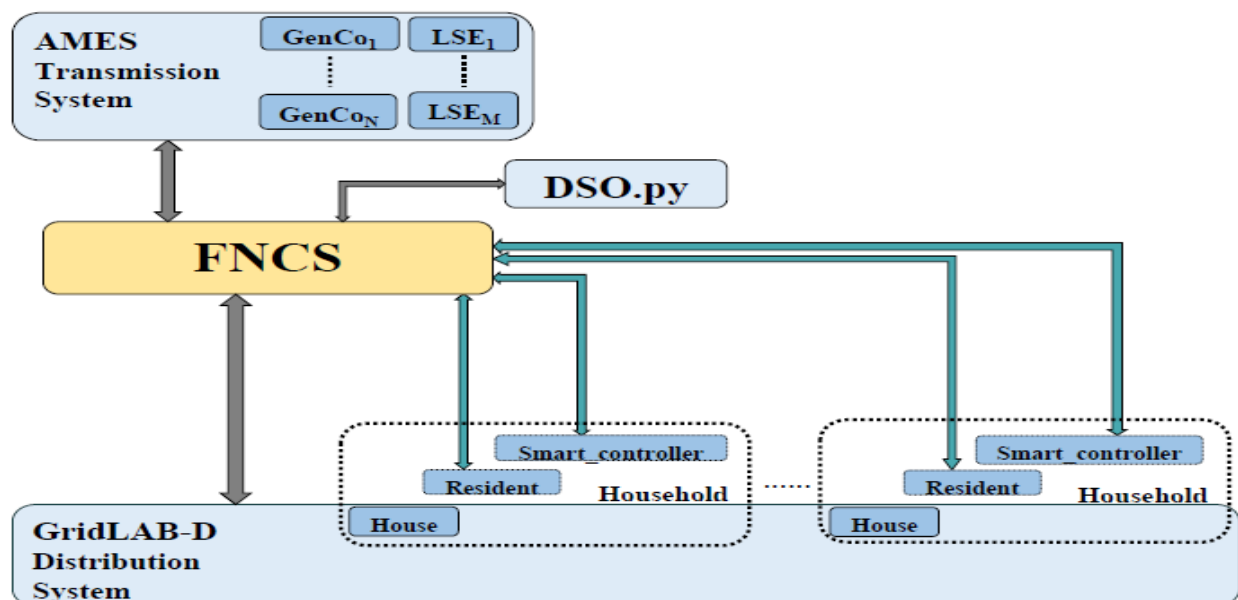 AMES
Transmission
System
GenCo₁
LSE₁
GenCoN
LSEM
DSO.py
FNCS
Smart_controller
Resident
Household
House
......
Smart_controller
Resident
Household
House
GridLAB-D
Distribution
System